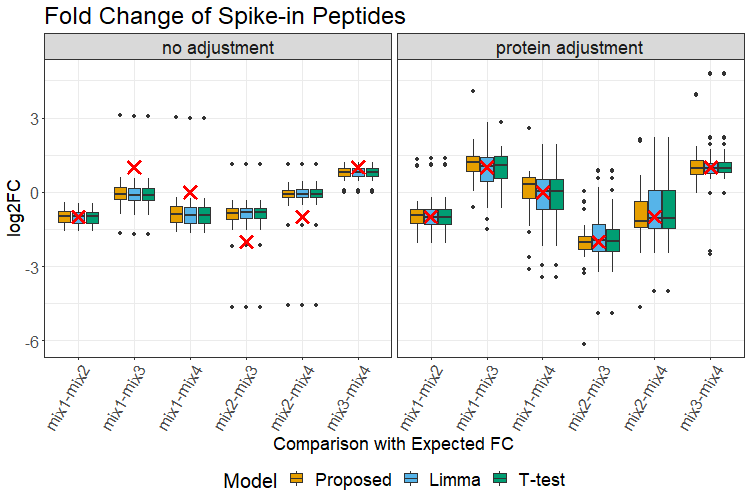 Fold Change of Spike-in Peptides
no adjustment
protein adjustment
log2FC
3
0
-3
-6
mix1-mix2
mix1-mix3
mix1-mix4
mix2-mix3
mix2-mix4
mix3-mix4
mix1-mix2
mix1-mix3
mix1-mix4
mix2-mix3
mix2-mix4
mix3-mix4
Comparison with Expected FC
Model Proposed Limma T-test